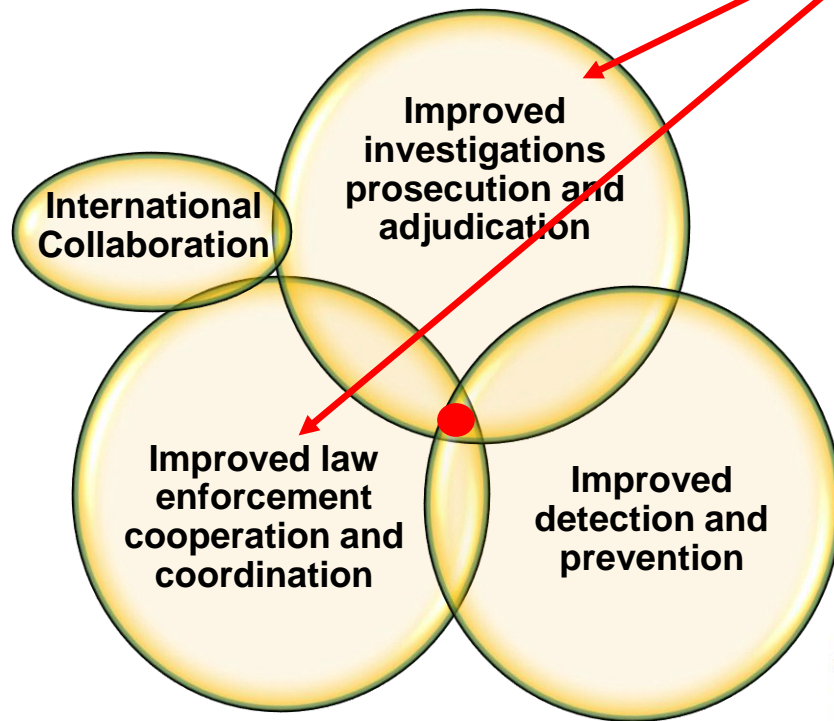 Improved
investigations
prosecution and
adjudication
International
Collaboration
Improved law
enforcement
cooperation and
coordination
Improved
detection and
prevention